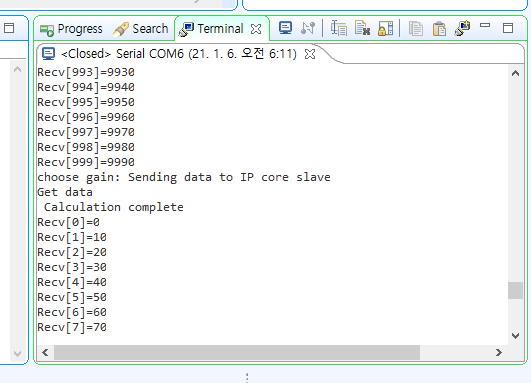 Progress Search Terminal
<Closed> Serial COM6 (21. 1. 6. 오전 6:11)
Recv[993]=9930
Recv[994]=9940
Recv[995]=9950
Recv[996]=9960
Recv[997]=9970
Recv[998]=9980
Recv[999]=9990
choose gain: Sending data to IP core slave
Get data
 Calculation complete
Recv[0]=0
Recv[1]=10
Recv[2]=20
Recv[3]=30
Recv[4]=40
Recv[5]=50
Recv[6]=60
Recv[7]=70